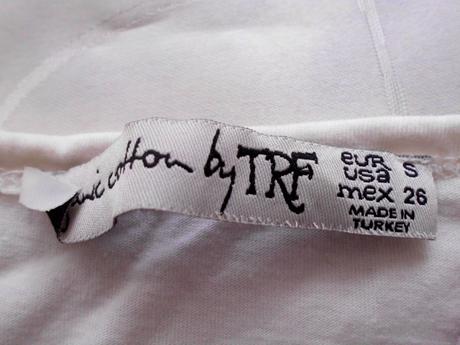 cotton by TRF
eur S
usa
mex 26
MADE IN
TURKEY